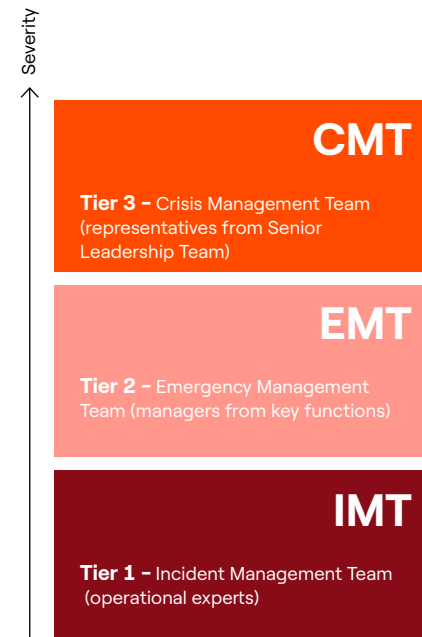 Severity
CMT
Tier 3 – Crisis Management Team
(representatives from Senior
Leadership Team)
EMT
Tier 2 – Emergency Management
Team (managers from key functions)
IMT
Tier 1 – Incident Management Team
(operational experts)